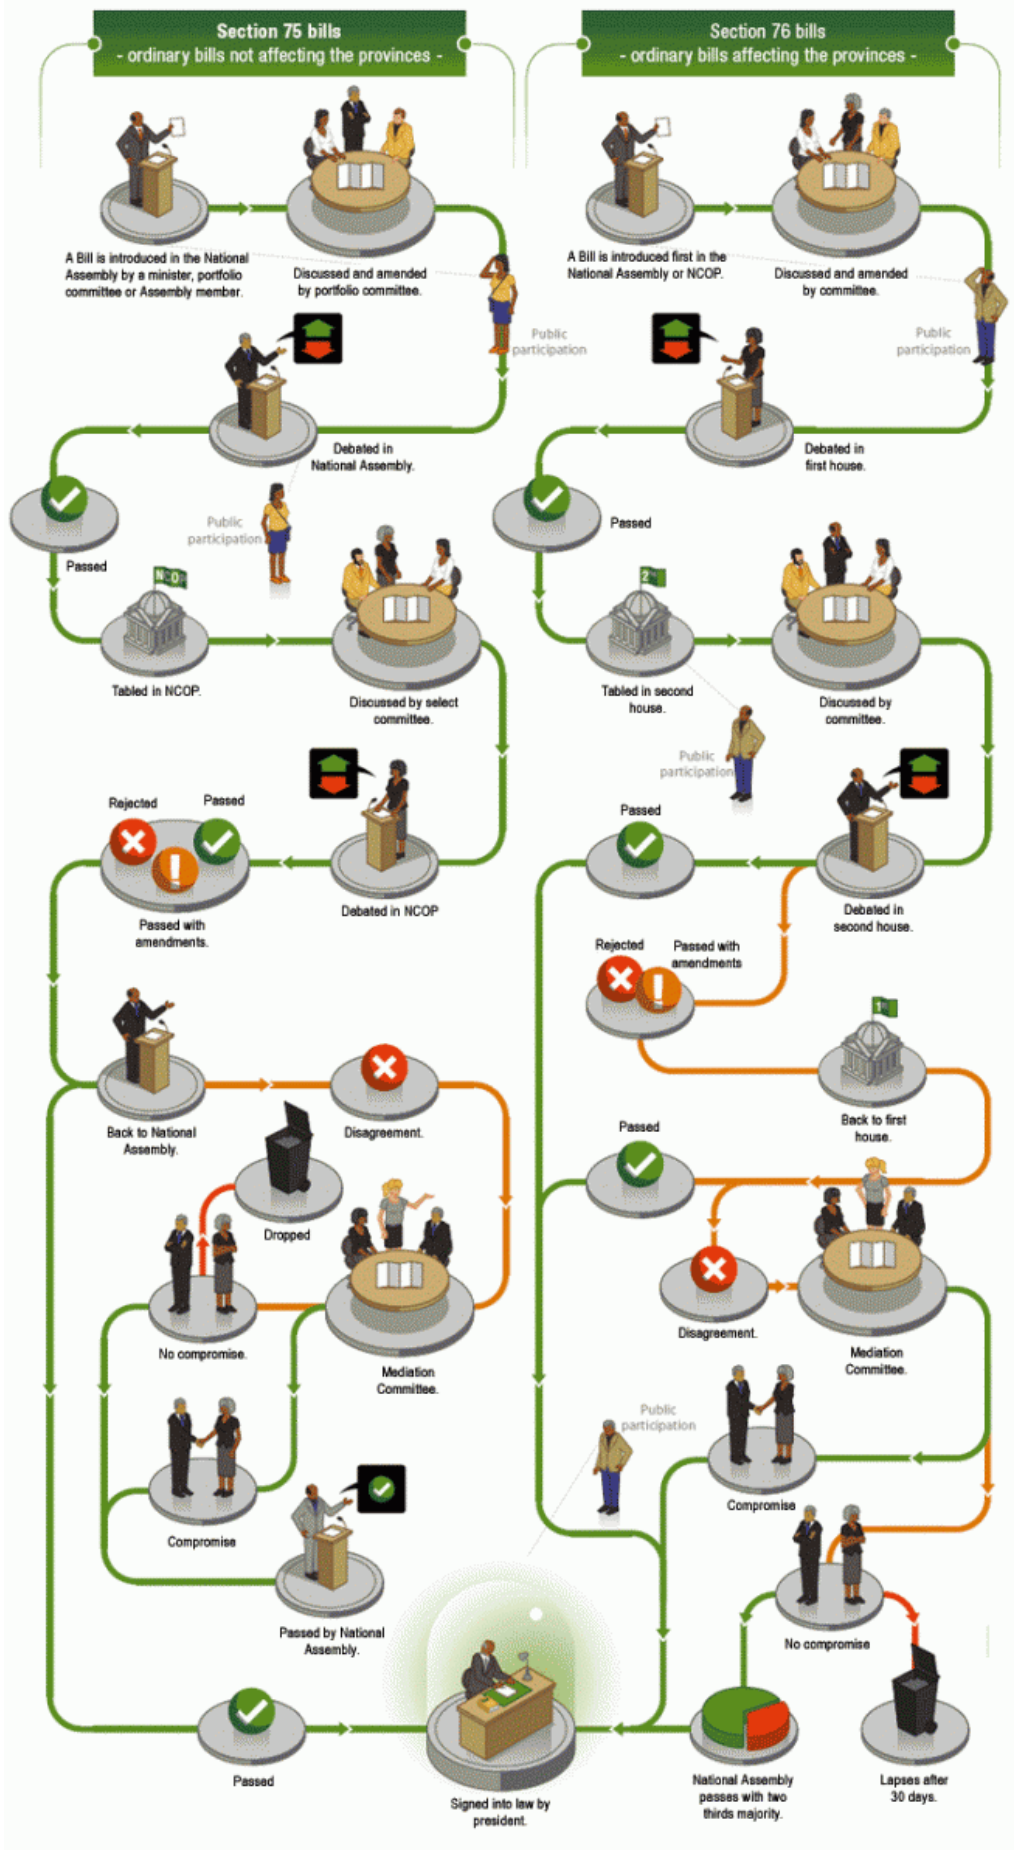 Section 75 bills
- ordinary bills not affecting the provinces -
A Bill is introduced in the National
Assembly by a minister, portfolio
committee or Assembly member.
Discussed and amended
by portfolio committee.
Public
participation
Debated in
National Assembly.
Passed
Public
participation
NCOP
Tabled in NCOP.
Discussed by select
committee.
Debated in NCOP
Rejected
Passed
Passed with
amendments.
Back to National
Assembly.
Disagreement.
Dropped
No compromise.
Mediation
Committee.
Compromise
Passed by National
Assembly.
Passed
Signed into law by
president.
Section 76 bills
- ordinary bills affecting the provinces -
A Bill is introduced first in the
National Assembly or NCOP.
Discussed and amended
by committee.
Public
participation
Debated in
first house.
Passed
Tabled in second
house.
Discussed by
committee.
Public
participation
Passed
Debated in
second house.
Rejected
Passed with
amendments
Back to first
house.
Passed
Disagreement.
Mediation
Committee.
Public
participation
Compromise
No compromise
National Assembly
passes with two
thirds majority.
Lapses after
30 days.